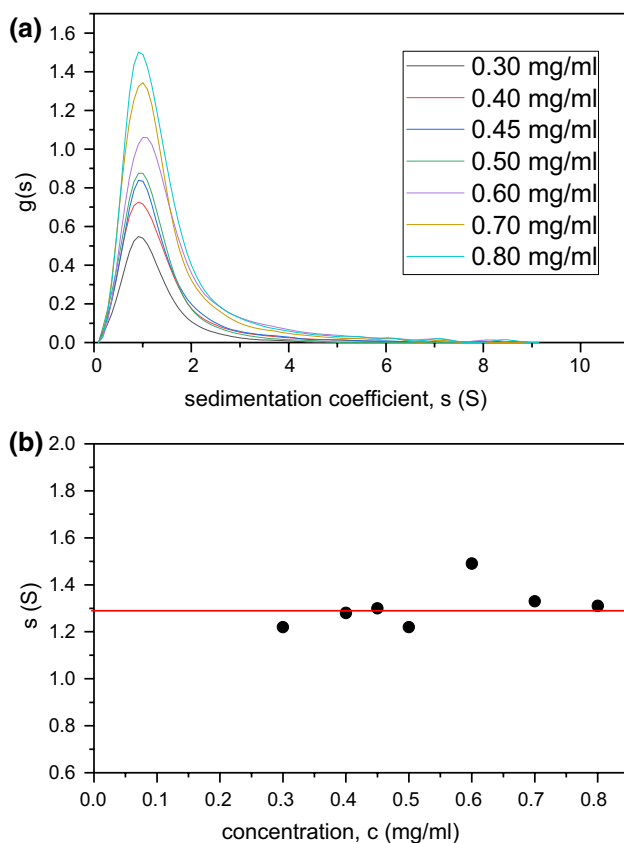 (a)
1.6
1.4
1.2
1.0
0.8
0.6
0.4
0.2
0.0
g(s)
0.30 mg/ml
0.40 mg/ml
0.45 mg/ml
0.50 mg/ml
0.60 mg/ml
0.70 mg/ml
0.80 mg/ml
0 2 4 6 8 10
sedimentation coefficient, s (S)
(b)
2.0
1.8
1.6
1.4
1.2
1.0
0.8
0.6
s (S)
0.0 0.1 0.2 0.3 0.4 0.5 0.6 0.7 0.8
concentration, c (mg/ml)